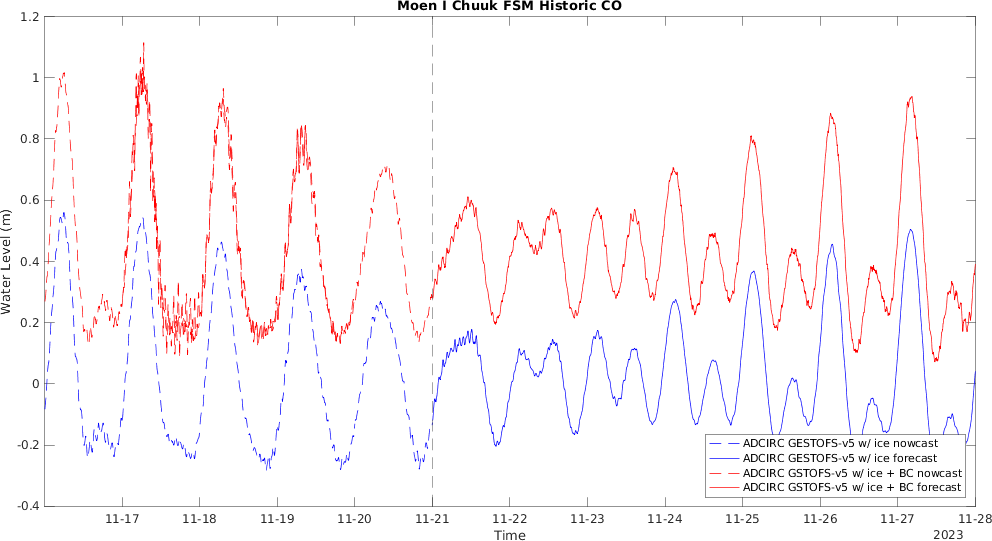 Moen I Chuuk FSM Historic CO
1.2
1
0.8
0.6
0.4
0.2
0
-0.2
-0.4
Water Level (m)
ADCIRC GESTOFS-v5 w/ ice nowcast
ADCIRC GESTOFS-v5 w/ ice forecast
ADCIRC GSTOFS-v5 w/ ice + BC nowcast
ADCIRC GSTOFS-v5 w/ ice + BC forecast
11-17 11-18 11-19 11-20 11-21 11-22 11-23 11-24 11-25 11-26 11-27 11-28
Time
2023